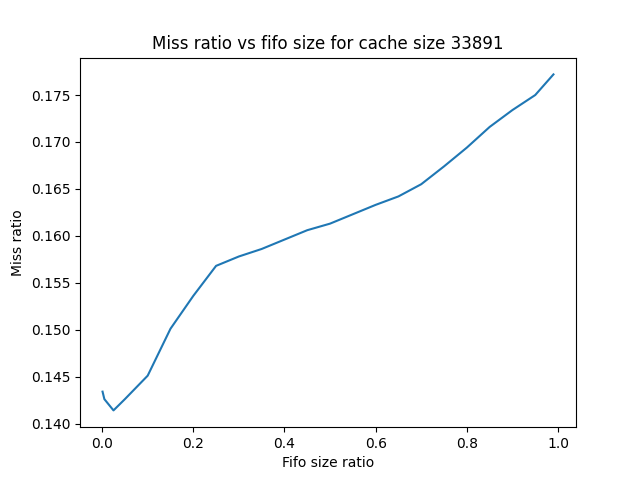 Miss ratio vs fifo size for cache size 33891
0.175
0.170
0.165
0.160
0.155
0.150
0.145
0.140
Miss ratio
0.0 0.2 0.4 0.6 0.8 1.0
Fifo size ratio